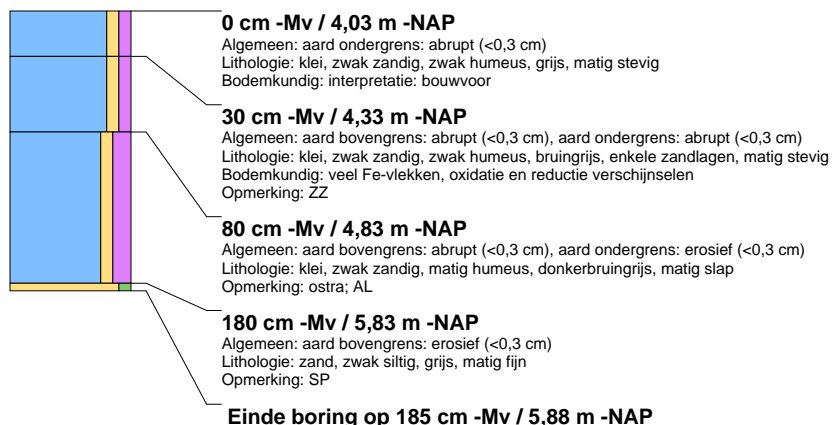 0 cm -Mv / 4,03 m -NAP
Algemeen: aard ondergrens: abrupt (<0,3 cm)
Lithologie: klei, zwak zandig, zwak humeus, grijs, matig stevig
Bodemkundig: interpretatie: bouwvoor
30 cm -Mv / 4,33 m -NAP
Algemeen: aard bovengrens: abrupt (<0,3 cm), aard ondergrens: abrupt (<0,3 cm)
Lithologie: klei, zwak zandig, zwak humeus, bruingrijs, enkele zandlagen, matig stevig
Bodemkundig: veel Fe-vlekken, oxidatie en reductie verschijnselen
Opmerking: ZZ
80 cm -Mv / 4,83 m -NAP
Algemeen: aard bovengrens: abrupt (<0,3 cm), aard ondergrens: erosief (<0,3 cm)
Lithologie: klei, zwak zandig, matig humeus, donkerbruingrijs, matig slap
Opmerking: ostra; AL
180 cm -Mv / 5,83 m -NAP
Algemeen: aard bovengrens: erosief (<0,3 cm)
Lithologie: zand, zwak siltig, grijs, matig fijn
Opmerking: SP
Einde boring op 185 cm -Mv / 5,88 m -NAP